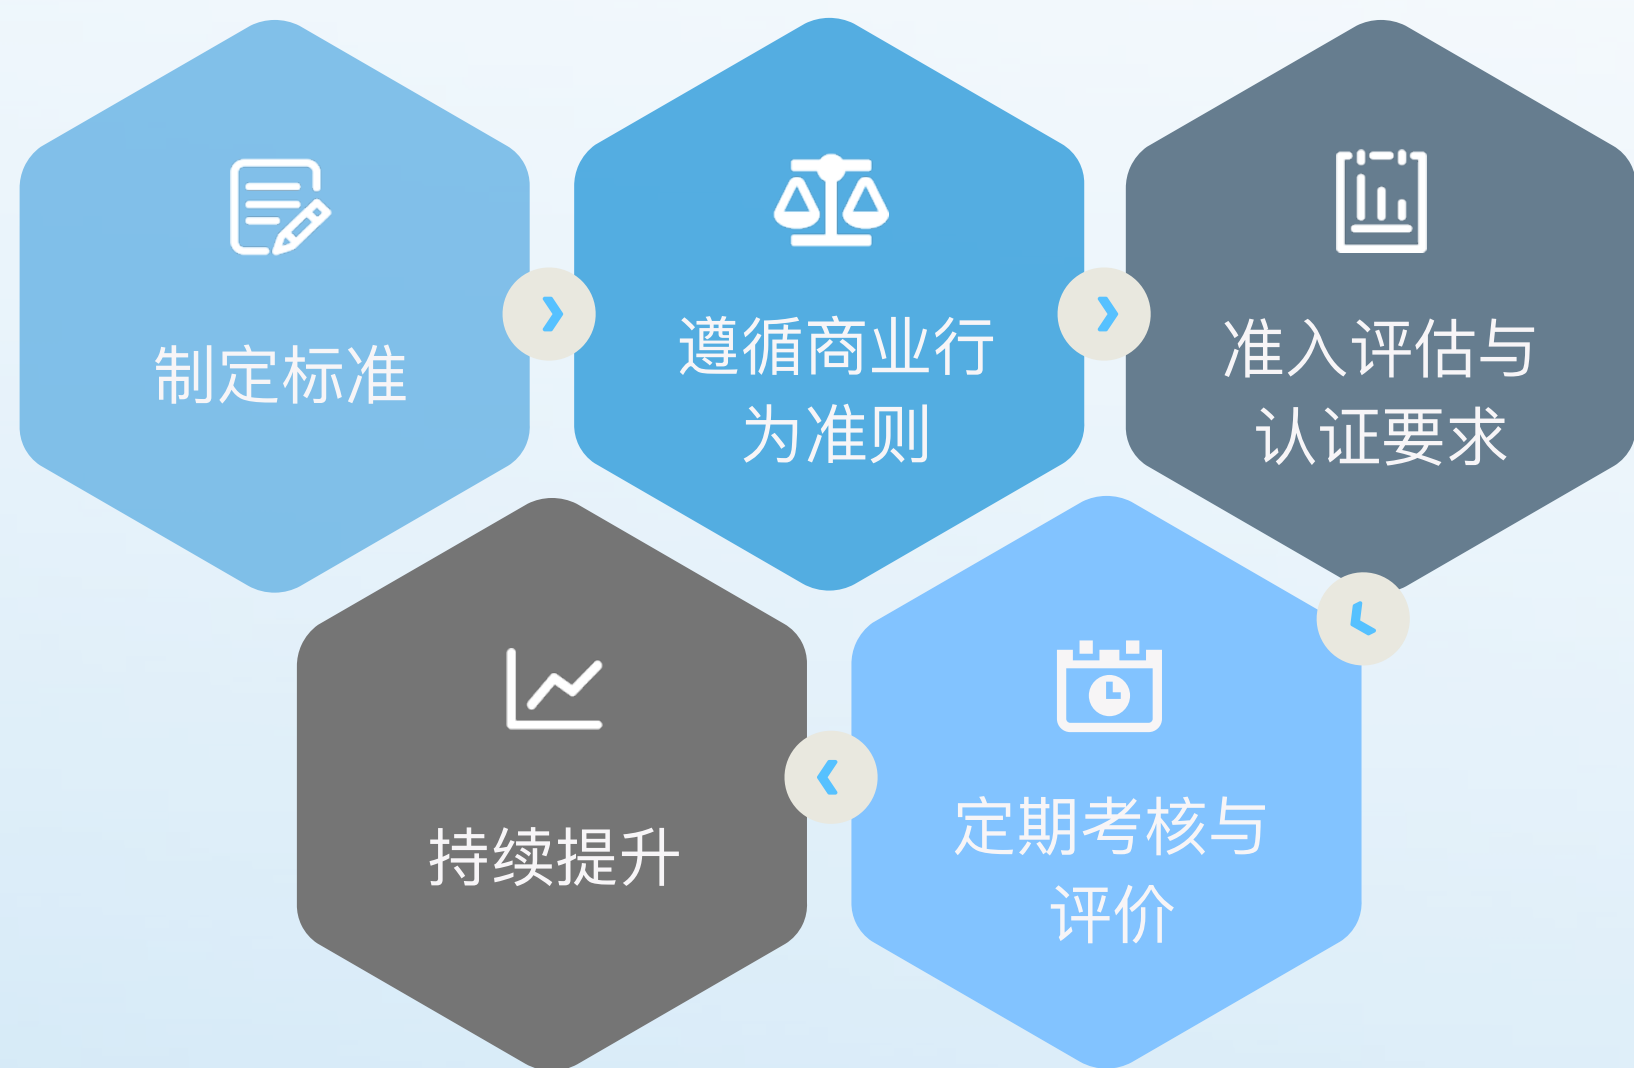 制定标准
遵循商业行
为准则
准入评估与
认证要求
定期考核与
评价
持续提升